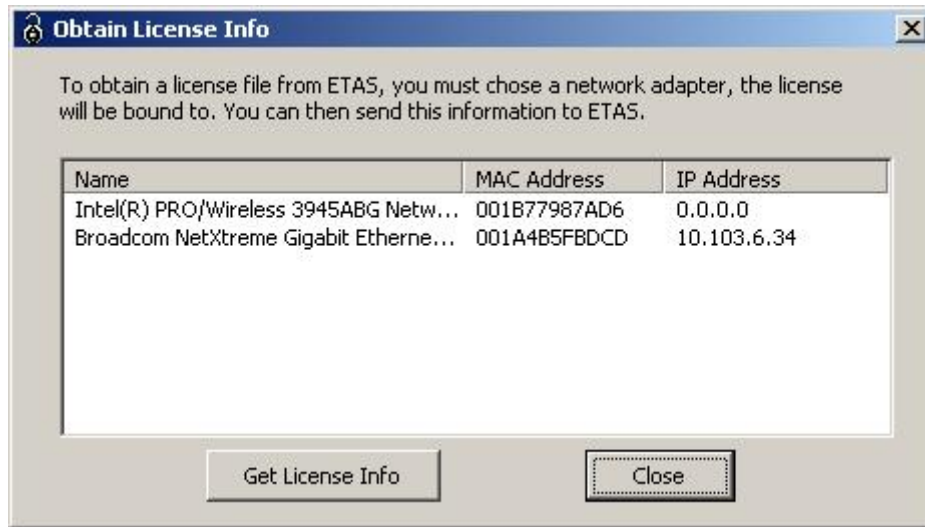 Obtain License Info
To obtain a license file from ETAS, you must chose a network adapter, the license
will be bound to. You can then send this information to ETAS.
Name MAC Address IP Address
Intel(R) PRO/Wireless 3945ABG Netw... 001B77987AD6 0.0.0.0
Broadcom NetXtreme Gigabit Etherne... 001A4B5FBDCD 10.103.6.34
Get License Info Close